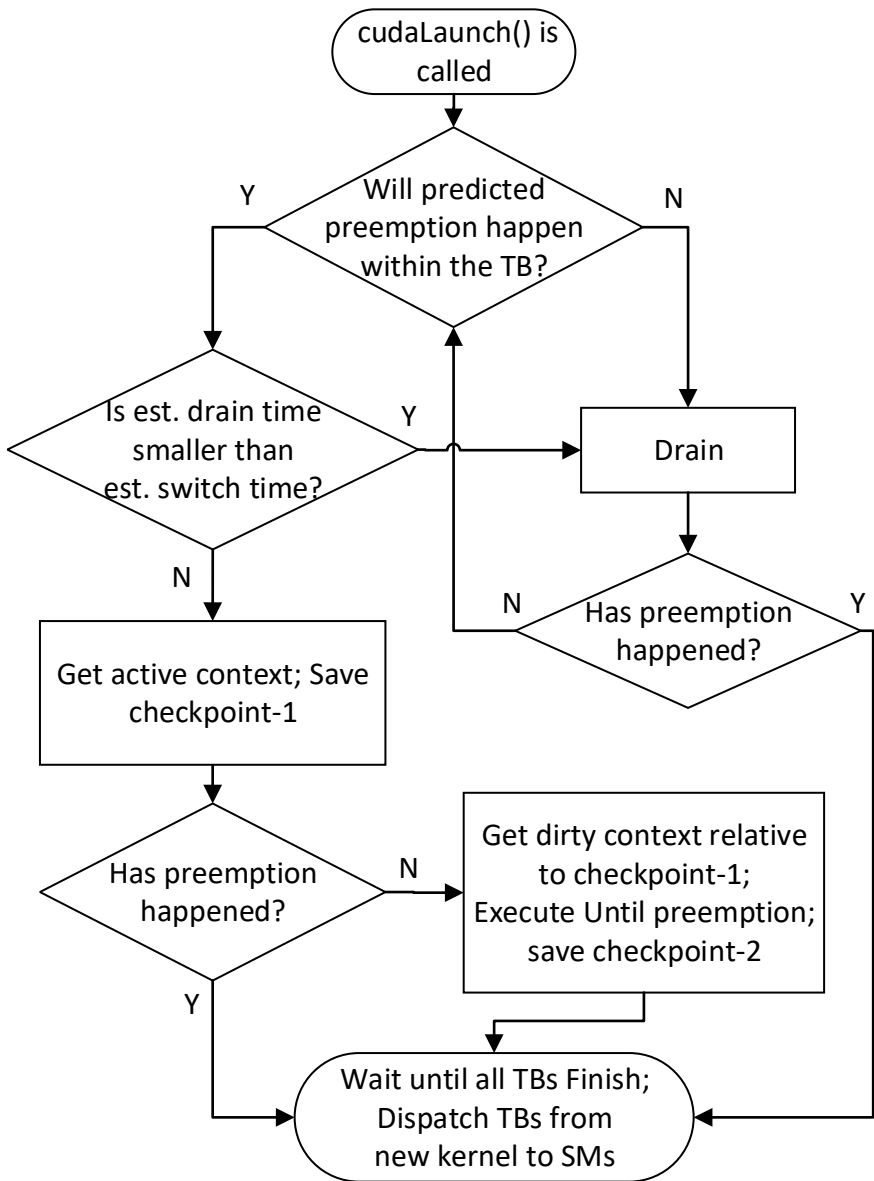 cudaLaunch() is
called
Y
Will predicted
preemption happen
within the TB?
N
Is est. drain time
smaller than
est. switch time?
Y
Drain
N
N
Has preemption
happened?
Y
Get active context; Save
checkpoint-1
Has preemption
happened?
N
Get dirty context relative
to checkpoint-1;
Execute Until preemption;
save checkpoint-2
Y
Wait until all TBs Finish;
Dispatch TBs from
new kernel to SMs